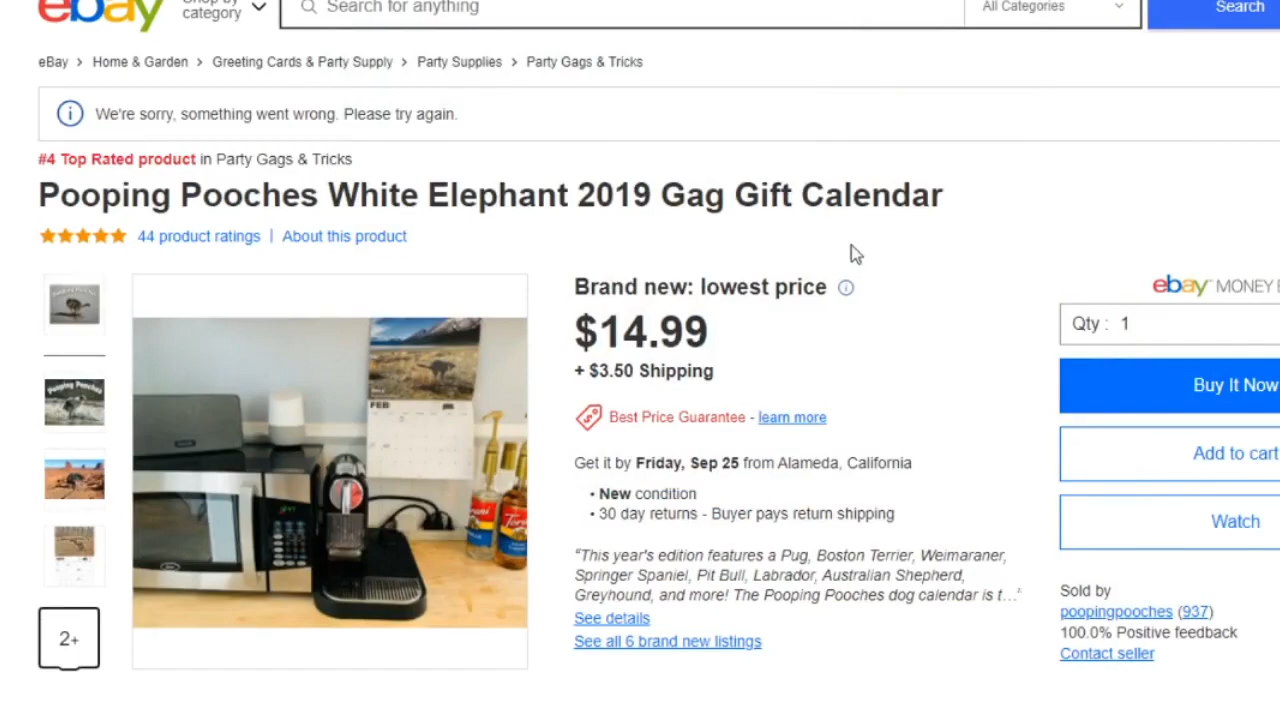 ebay
Shop by
category
Search for anything
All Categories
Search
eBay > Home & Garden > Greeting Cards & Party Supply > Party Supplies > Party Gags & Tricks
We're sorry, something went wrong. Please try again.
#4 Top Rated product in Party Gags & Tricks
Pooping Pooches White Elephant 2019 Gag Gift Calendar
44 product ratings | About this product
Brand new: lowest price
ebay MONEY
$14.99
Qty : 1
+ $3.50 Shipping
Buy It Now
Best Price Guarantee - learn more
Pooping Pooches
FEB
Add to cart
Get it by Friday, Sep 25 from Alameda, California
• New condition
• 30 day returns - Buyer pays return shipping
Watch
"This year's edition features a Pug, Boston Terrier, Weimaraner,
Springer Spaniel, Pit Bull, Labrador, Australian Shepherd,
Greyhound, and more! The Pooping Pooches dog calendar is t..."
See details
See all 6 brand new listings
2+
Sold by
poopingpooches (937)
100.0% Positive feedback
Contact seller